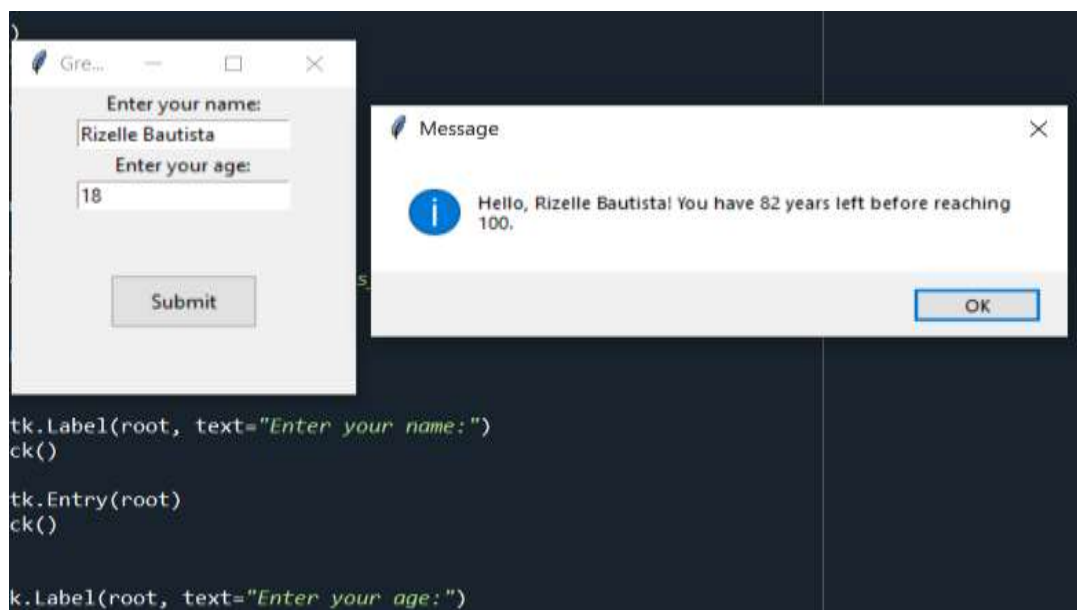 )
Gre...
Enter your name:
Rizelle Bautista
Enter your age:
18
Submit
Message
Hello, Rizelle Bautista! You have 82 years left before reaching
100.
OK
s_
tk.Label(root, text="Enter your name:")
ck()
tk.Entry(root)
ck()
k.Label(root, text="Enter your age:")